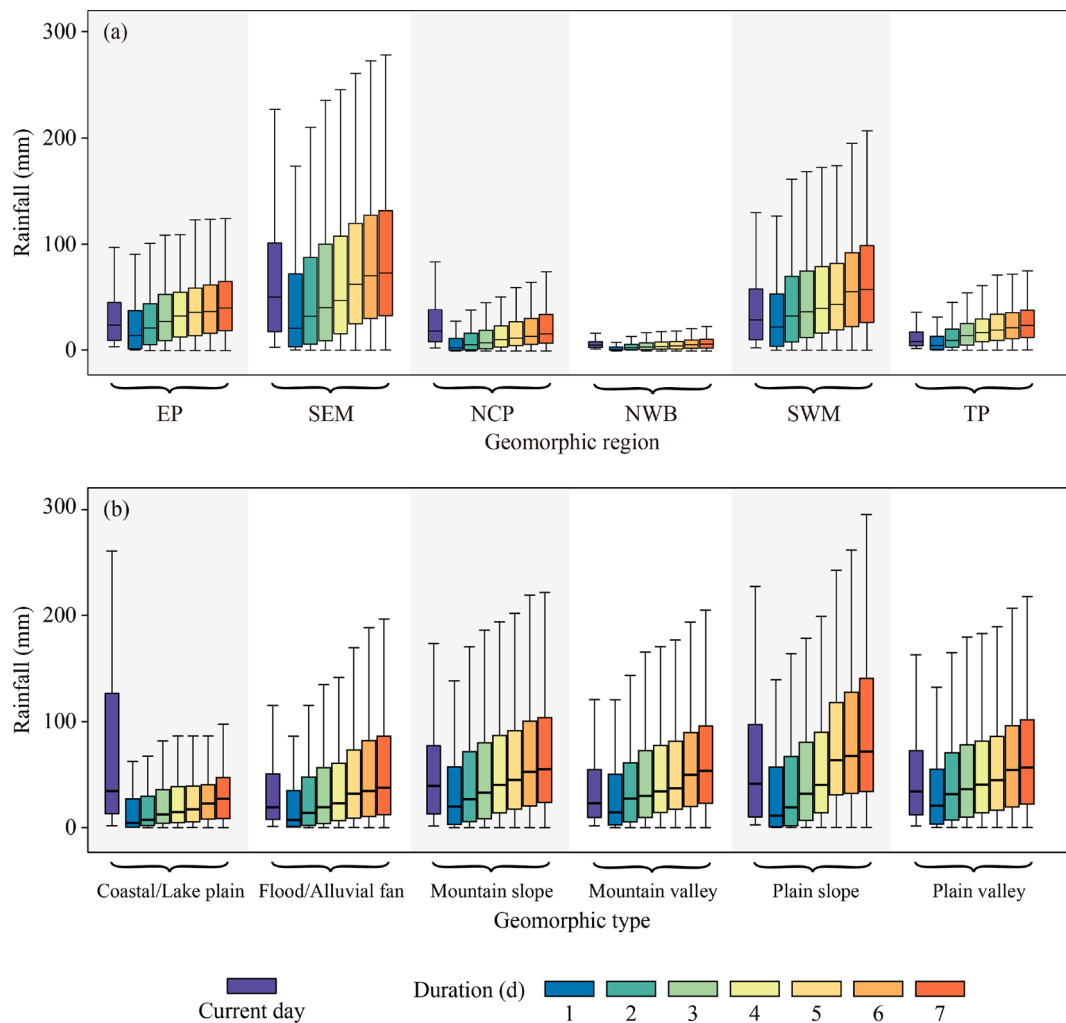 (a)
300
200
100
0
Rainfall (mm)
EP SEM NCP NWB SWM TP
Geomorphic region
(b)
300
200
100
0
Rainfall (mm)
Coastal/Lake plain Flood/Alluvial fan Mountain slope Mountain valley Plain slope Plain valley
Geomorphic type
Current day
Duration (d)
1 2 3 4 5 6 7